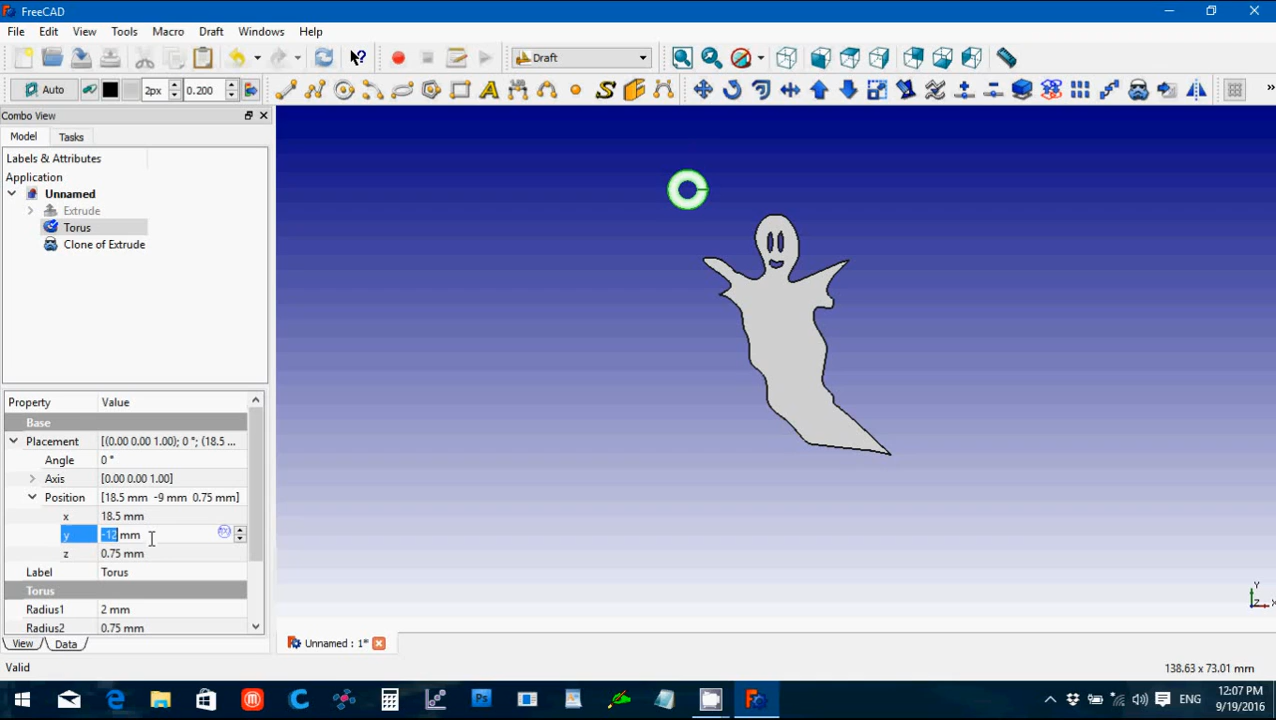 FreeCAD
File Edit View Tools Macro Draft Windows Help
Draft
Auto 2px 0.200
Combo View
Model Tasks
Labels & Attributes
Application
Unnamed
Extrude
Torus
Clone of Extrude
Property Value
Base
Placement [(0.00 0.00 1.00); 0 °; (18.5 ...
Angle 0 °
Axis [0.00 0.00 1.00]
Position [18.5 mm -9 mm 0.75 mm]
x 18.5 mm
y -12 mm
z 0.75 mm
Label Torus
Torus
Radius1 2 mm
Radius2 0.75 mm
View Data
Unnamed : 1*
Y
Z X
Valid
138.63 x 73.01 mm
ENG
12:07 PM
9/19/2016